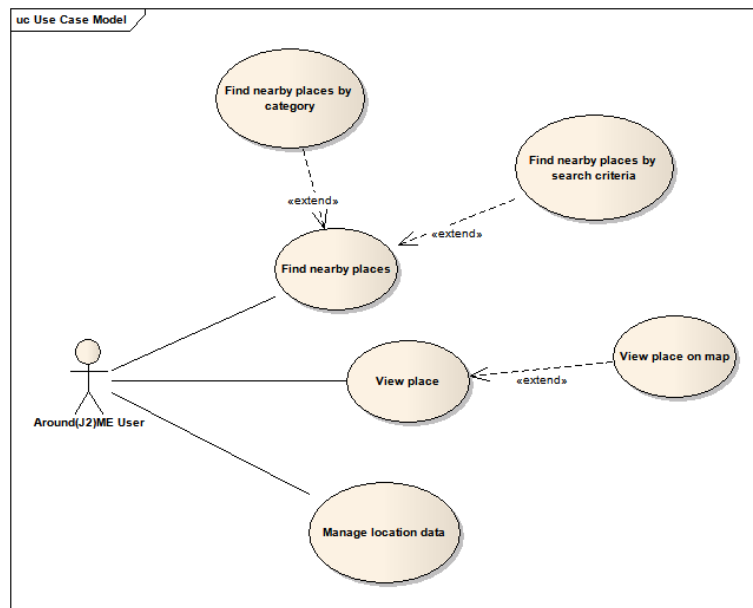 uc Use Case Model
Find nearby places by
category
Find nearby places by
search criteria
«extend»
«extend»
Find nearby places
View place on map
View place
«extend»
Around(J2)ME User
Manage location data